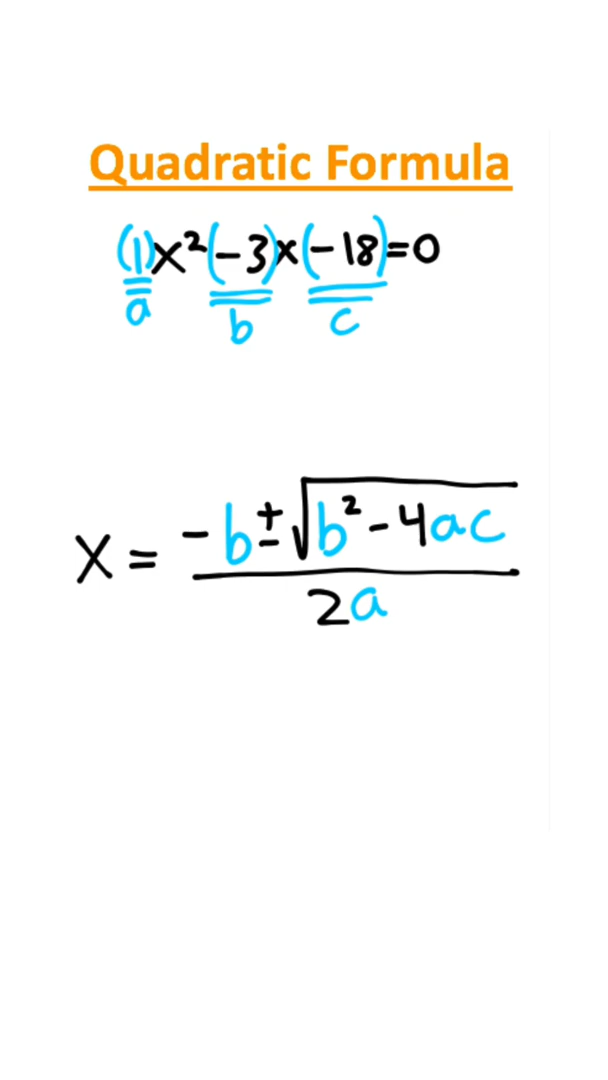 Quadratic Formula
(1)x²(-3)x(-18)=0
a b c
x = -b±√b²-4ac
2a